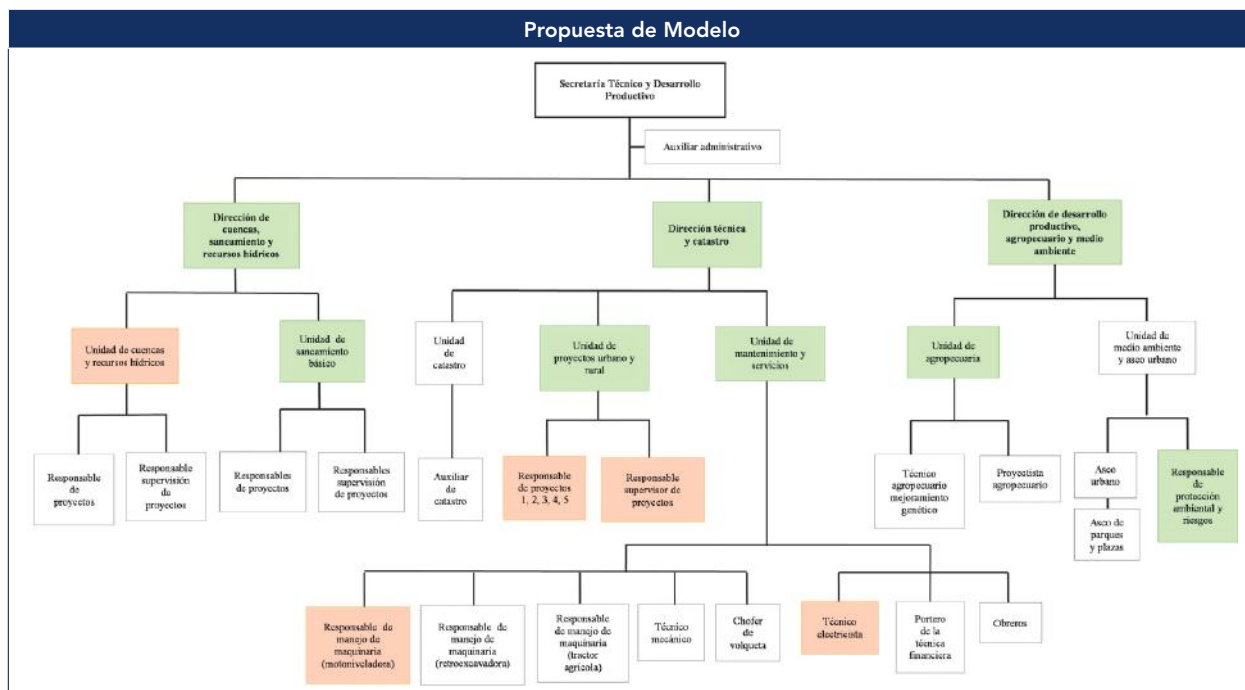 Propuesta de Modelo
Secretaría Técnico y Desarrollo
Productivo
Auxiliar administrativo
Dirección de
cuencas,
saneamiento y
recursos hídricos
Dirección técnica
y catastro
Dirección de desarrollo
productivo,
agropecuario y medio
ambiente
Unidad de cuencas
y recursos hídricos
Unidad de
saneamiento
básico
Unidad
de
catastro
Unidad de
proyectos urbano y
rural
Unidad de
mantenimiento y
servicios
Unidad de
agropecuaria
Unidad de
medio ambiente
y aseo urbano
Responsable
de
proyectos
Responsable
supervisión
de
proyectos
Responsables
de proyectos
Responsables
supervisión
de proyectos
Auxiliar
de
catastro
Responsable
de proyectos
1, 2, 3, 4, 5
Responsable
supervisor de
proyectos
Técnico
agropecuario
mejoramiento
genético
Proyectista
agropecuario
Aseo
urbano
Aseo de
parques
y plazas
Responsable
de
protección
ambiental y
riesgos
Responsable de
manejo de
maquinaria
(motoniveladora)
Responsable de
manejo de
maquinaria
(retroexcavadora)
Responsable
de manejo de
maquinaria
(tractor
agrícola)
Técnico
mecánico
Chofer
de
volqueta
Técnico
electricista
Portero
de la
técnica
financiera
Obreros